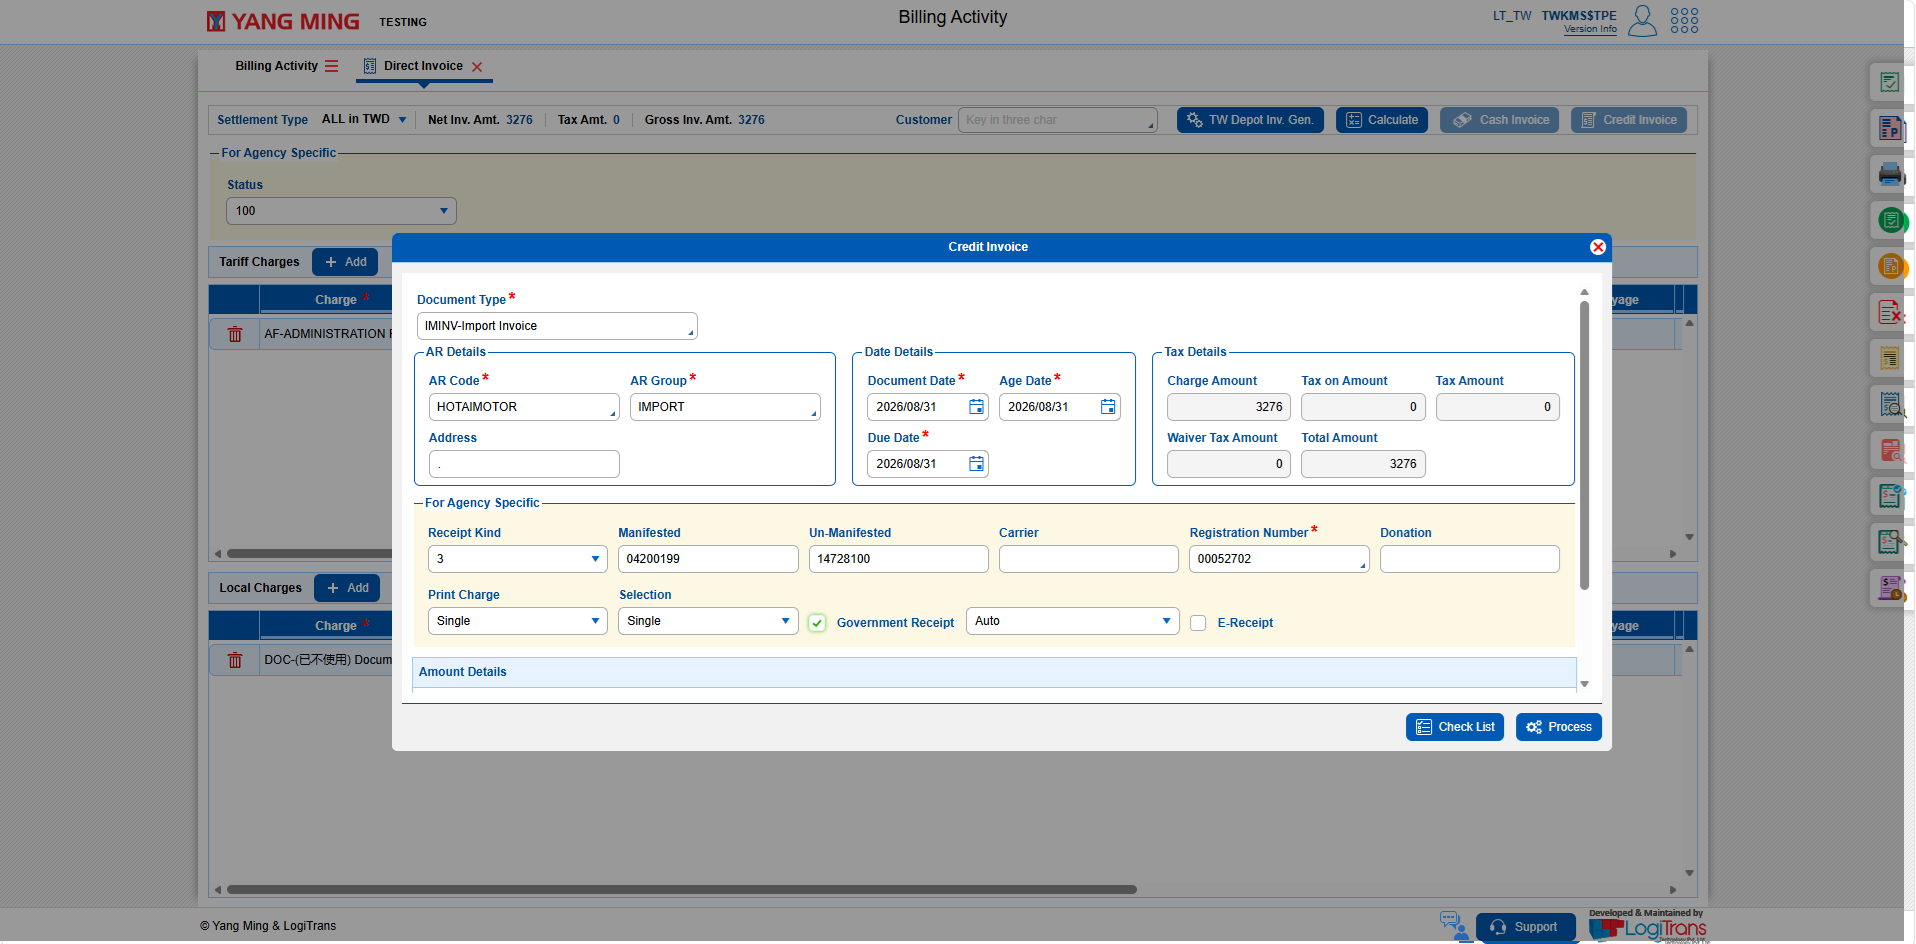 YANG MING TESTING
Billing Activity
LT_TW TWKMS$TPE
Version Info
Billing Activity
Direct Invoice
Settlement Type ALL in TWD Net Inv. Amt. 3276 Tax Amt. 0 Gross Inv. Amt. 3276
Customer Key in three char TW Depot Inv. Gen. Calculate Cash Invoice Credit Invoice
For Agency Specific
Status
100
Credit Invoice
Tariff Charges Add
Charge *
yage
AF-ADMINISTRATION
Document Type *
IMINV-Import Invoice
AR Details
AR Code * AR Group *
HOTAIMOTOR IMPORT
Address
.
Date Details
Document Date * Age Date *
2026/08/31 2026/08/31
Due Date *
2026/08/31
Tax Details
Charge Amount Tax on Amount Tax Amount
3276 0 0
Waiver Tax Amount Total Amount
0 3276
For Agency Specific
Receipt Kind Manifested Un-Manifested Carrier Registration Number * Donation
3 04200199 14728100 00052702
Print Charge Selection
Single Single Government Receipt Auto E-Receipt
Amount Details
Check List Process
Local Charges Add
Charge *
yage
DOC-(已不使用) Docum
© Yang Ming & LogiTrans
Support
Developed & Maintained by
LogiTrans